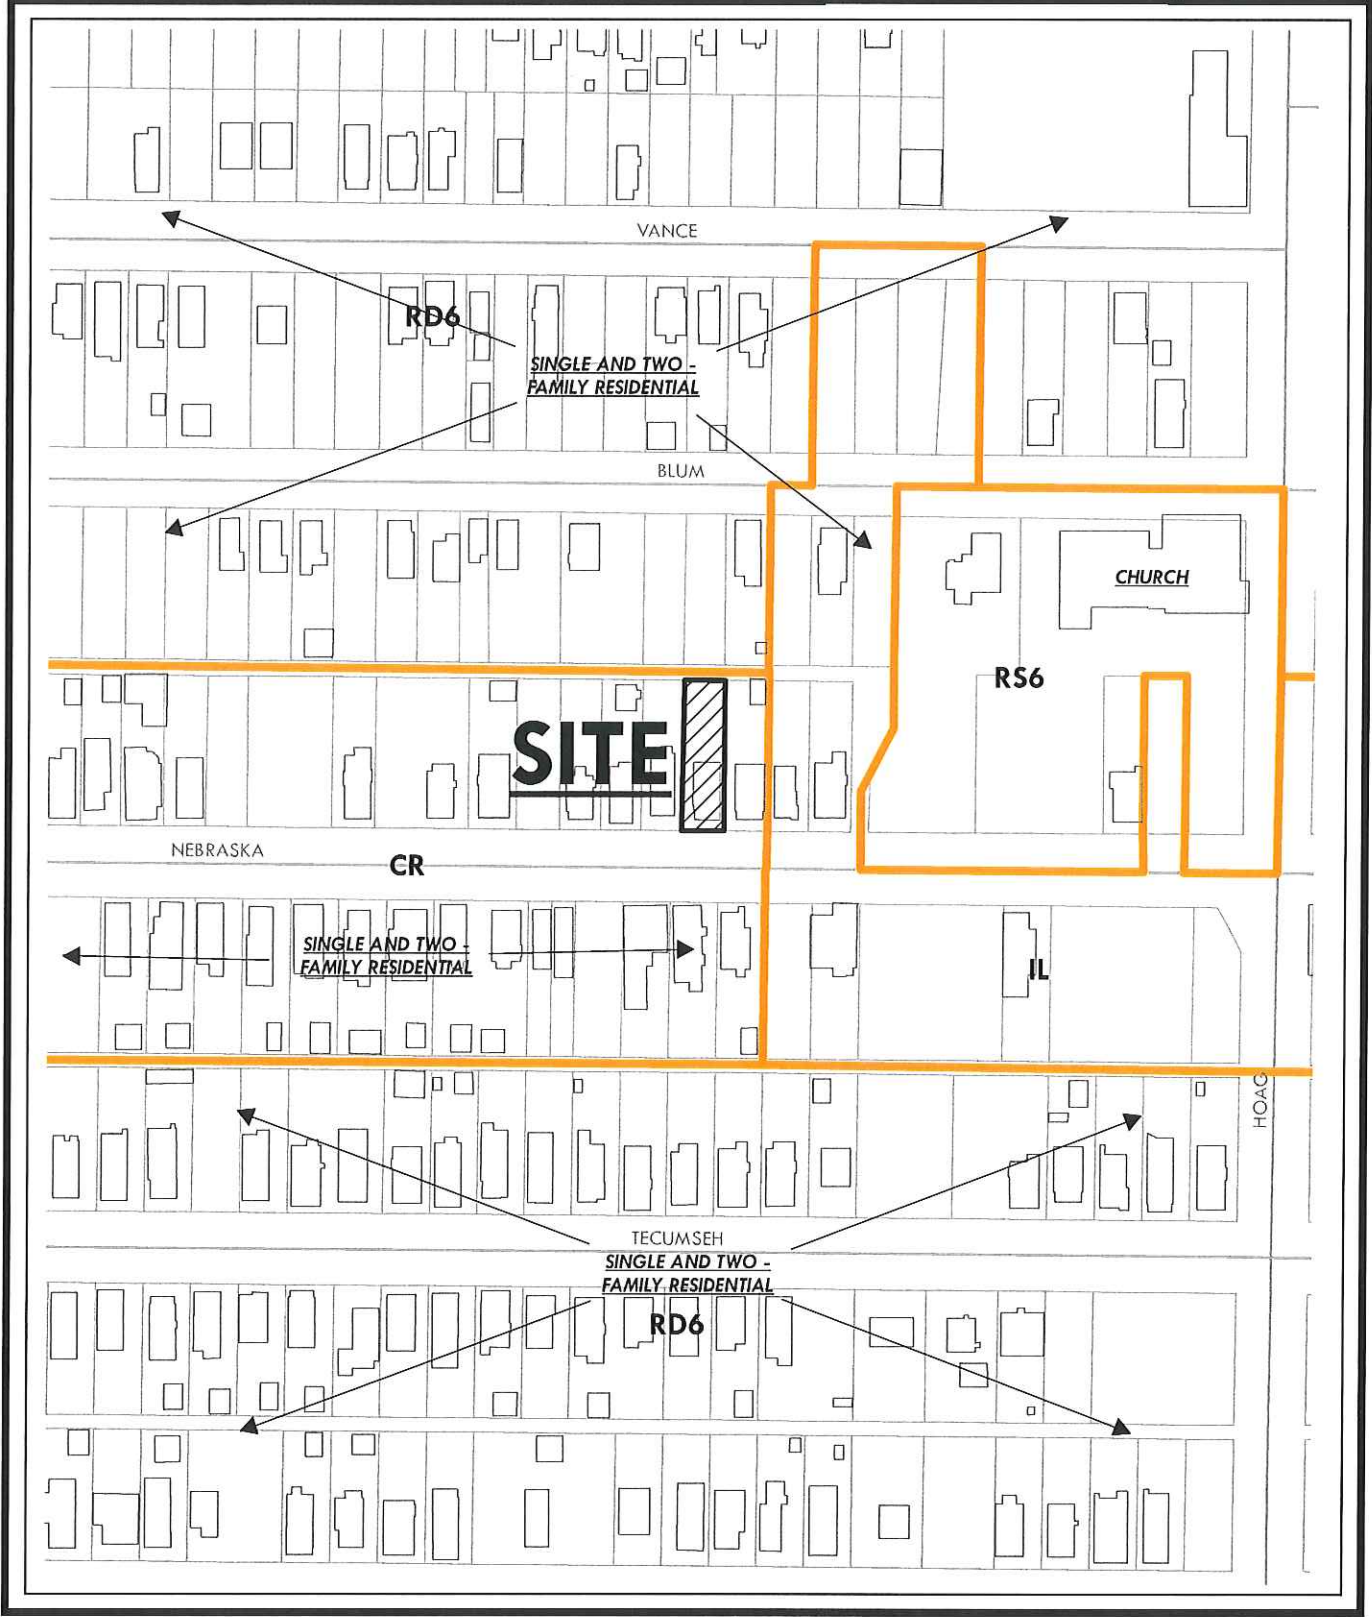 VANCE
RD6
SINGLE AND TWO -
FAMILY RESIDENTIAL
BLUM
CHURCH
RS6
SITE
NEBRASKA
CR
SINGLE AND TWO -
FAMILY RESIDENTIAL
IL
HOAG
TECUMSEH
SINGLE AND TWO -
FAMILY RESIDENTIAL
RD6